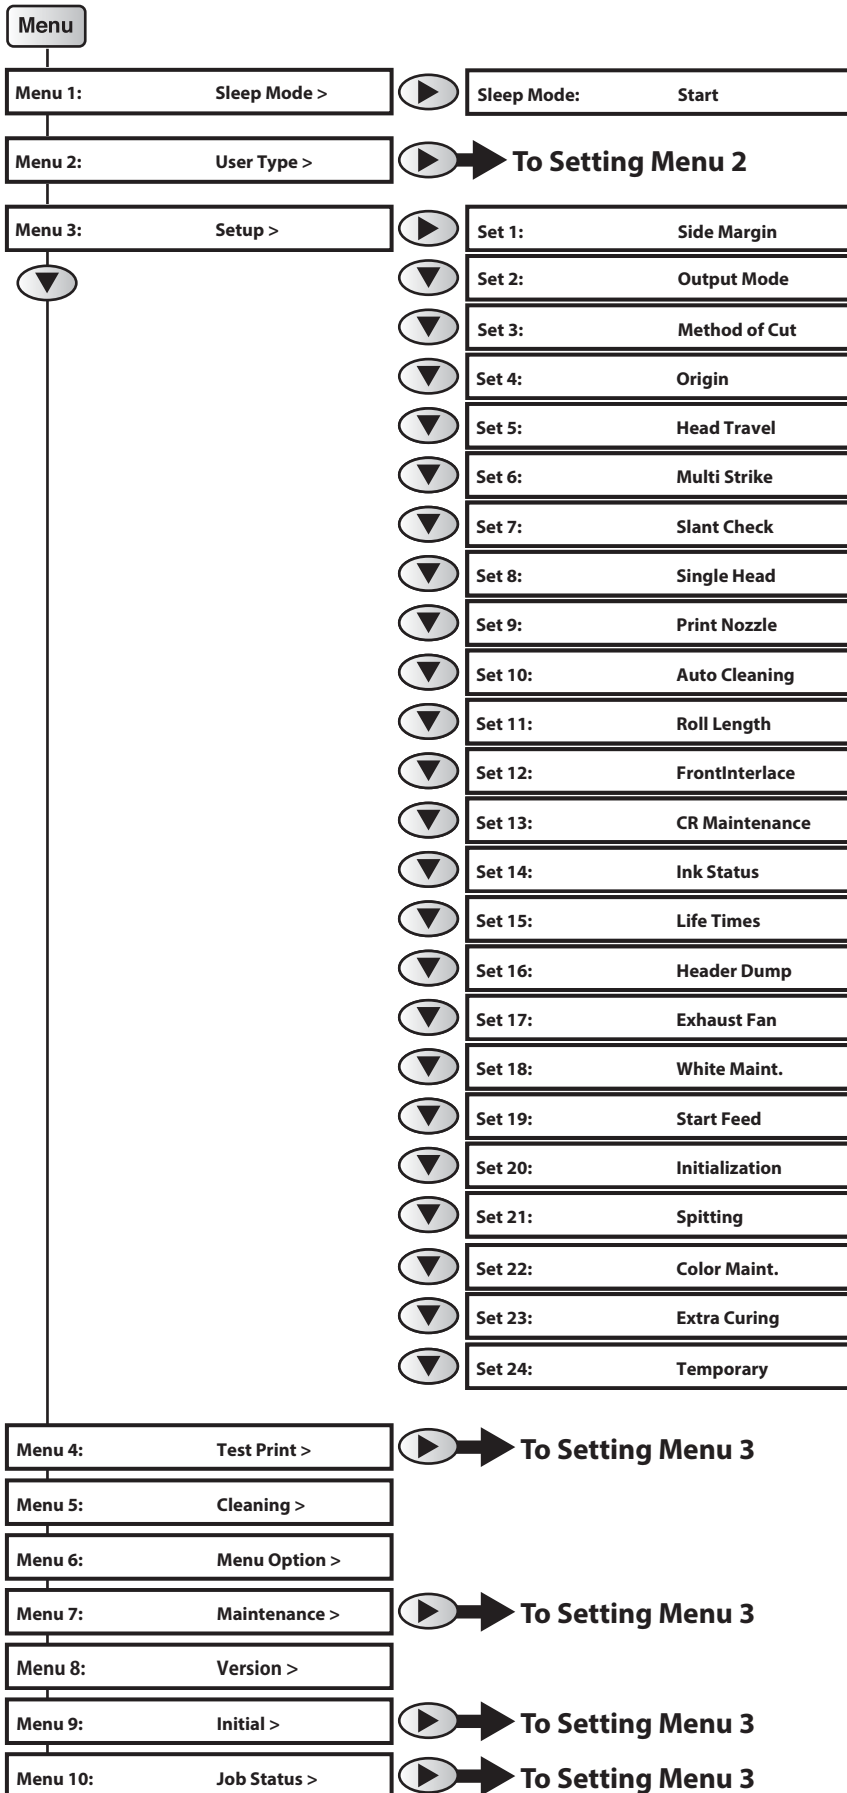 Menu
Menu 1: Sleep Mode > Sleep Mode: Start
Menu 2: User Type > To Setting Menu 2
Menu 3: Setup > Set 1: Side Margin
Set 2: Output Mode
Set 3: Method of Cut
Set 4: Origin
Set 5: Head Travel
Set 6: Multi Strike
Set 7: Slant Check
Set 8: Single Head
Set 9: Print Nozzle
Set 10: Auto Cleaning
Set 11: Roll Length
Set 12: FrontInterlace
Set 13: CR Maintenance
Set 14: Ink Status
Set 15: Life Times
Set 16: Header Dump
Set 17: Exhaust Fan
Set 18: White Maint.
Set 19: Start Feed
Set 20: Initialization
Set 21: Spitting
Set 22: Color Maint.
Set 23: Extra Curing
Set 24: Temporary
Menu 4: Test Print > To Setting Menu 3
Menu 5: Cleaning >
Menu 6: Menu Option >
Menu 7: Maintenance > To Setting Menu 3
Menu 8: Version >
Menu 9: Initial > To Setting Menu 3
Menu 10: Job Status > To Setting Menu 3